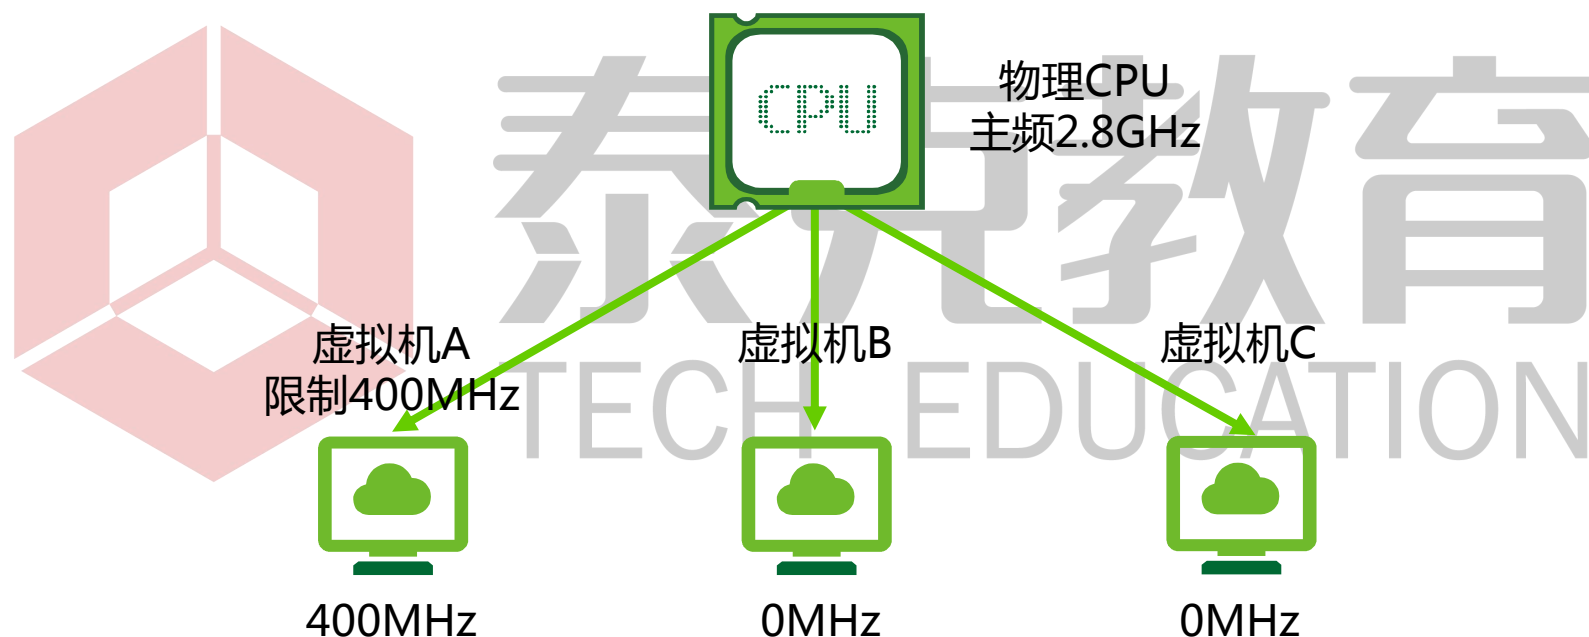 CPU
物理CPU
主频2.8GHz
泰克教育
TECH EDUCATION
虚拟机A
限制400MHz
虚拟机B
虚拟机C
400MHz
0MHz
0MHz